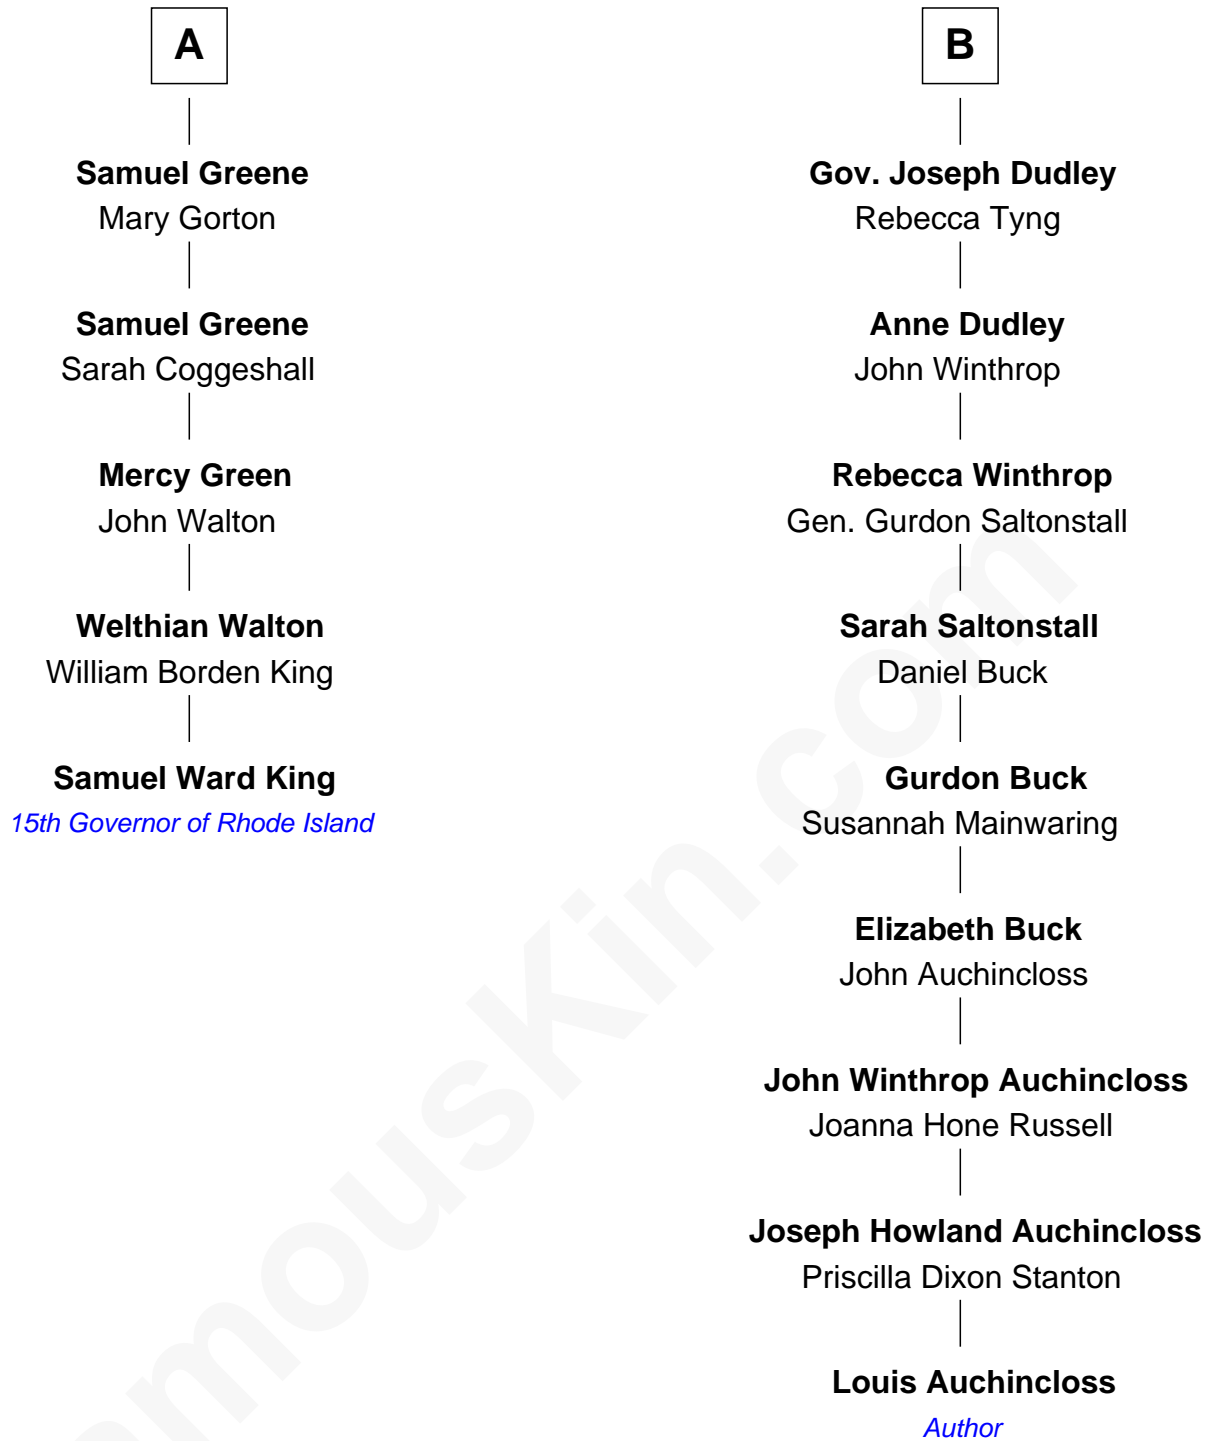 A
Samuel Greene
Mary Gorton
Samuel Greene
Sarah Coggeshall
Mercy Green
John Walton
Welthian Walton
William Borden King
Samuel Ward King
15th Governor of Rhode Island
B
Gov. Joseph Dudley
Rebecca Tyng
Anne Dudley
John Winthrop
Rebecca Winthrop
Gen. Gurdon Saltonstall
Sarah Saltonstall
Daniel Buck
Gurdon Buck
Susannah Mainwaring
Elizabeth Buck
John Auchincloss
John Winthrop Auchincloss
Joanna Hone Russell
Joseph Howland Auchincloss
Priscilla Dixon Stanton
Louis Auchincloss
Author
amouskin.com